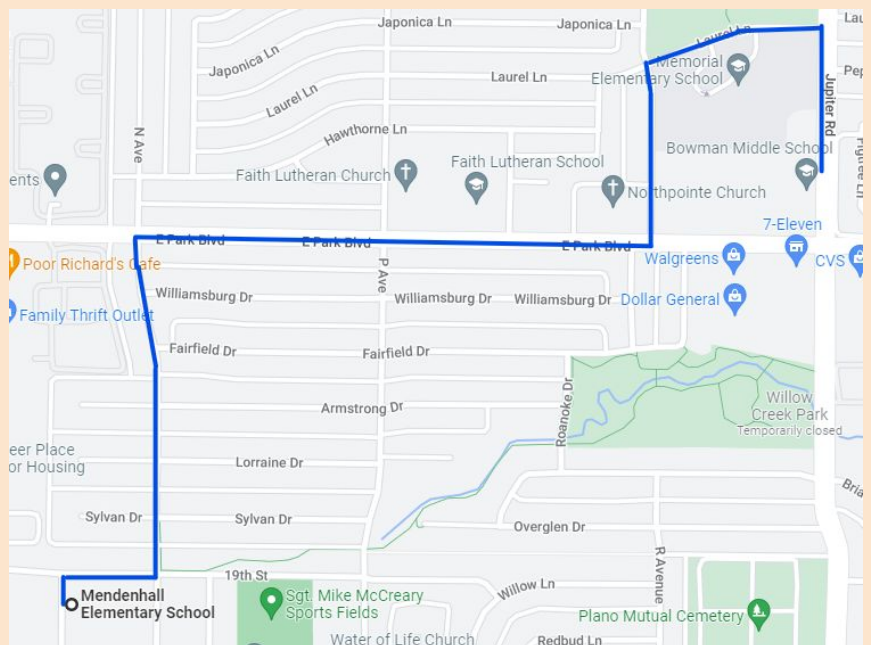 Japonica Ln
Japonica Ln
Laurel Ln
Japonica Ln
Memorial
Elementary School
Laurel Ln
Laurel Ln
Jupiter Rd
N Ave
Hawthorne Ln
Bowman Middle School
Faith Lutheran School
Faith Lutheran Church
ents
Northpointe Church
7-Eleven
E Park Blvd
E Park Blvd
E Park Blvd
Walgreens
CVS
Poor Richard's Cafe
P Ave
Williamsburg Dr
Williamsburg Dr
Williamsburg Dr
Dollar General
Family Thrift Outlet
Fairfield Dr
Fairfield Dr
Roanoke Dr
Willow
Creek Park
Temporarily closed
Armstrong Dr
eer Place
or Housing
Lorraine Dr
Sylvan Dr
Sylvan Dr
Overglen Dr
R Avenue
19th St
Willow Ln
Mendenhall
Elementary School
Sgt. Mike McCreary
Sports Fields
Plano Mutual Cemetery
Water of Life Church
Redbud Ln